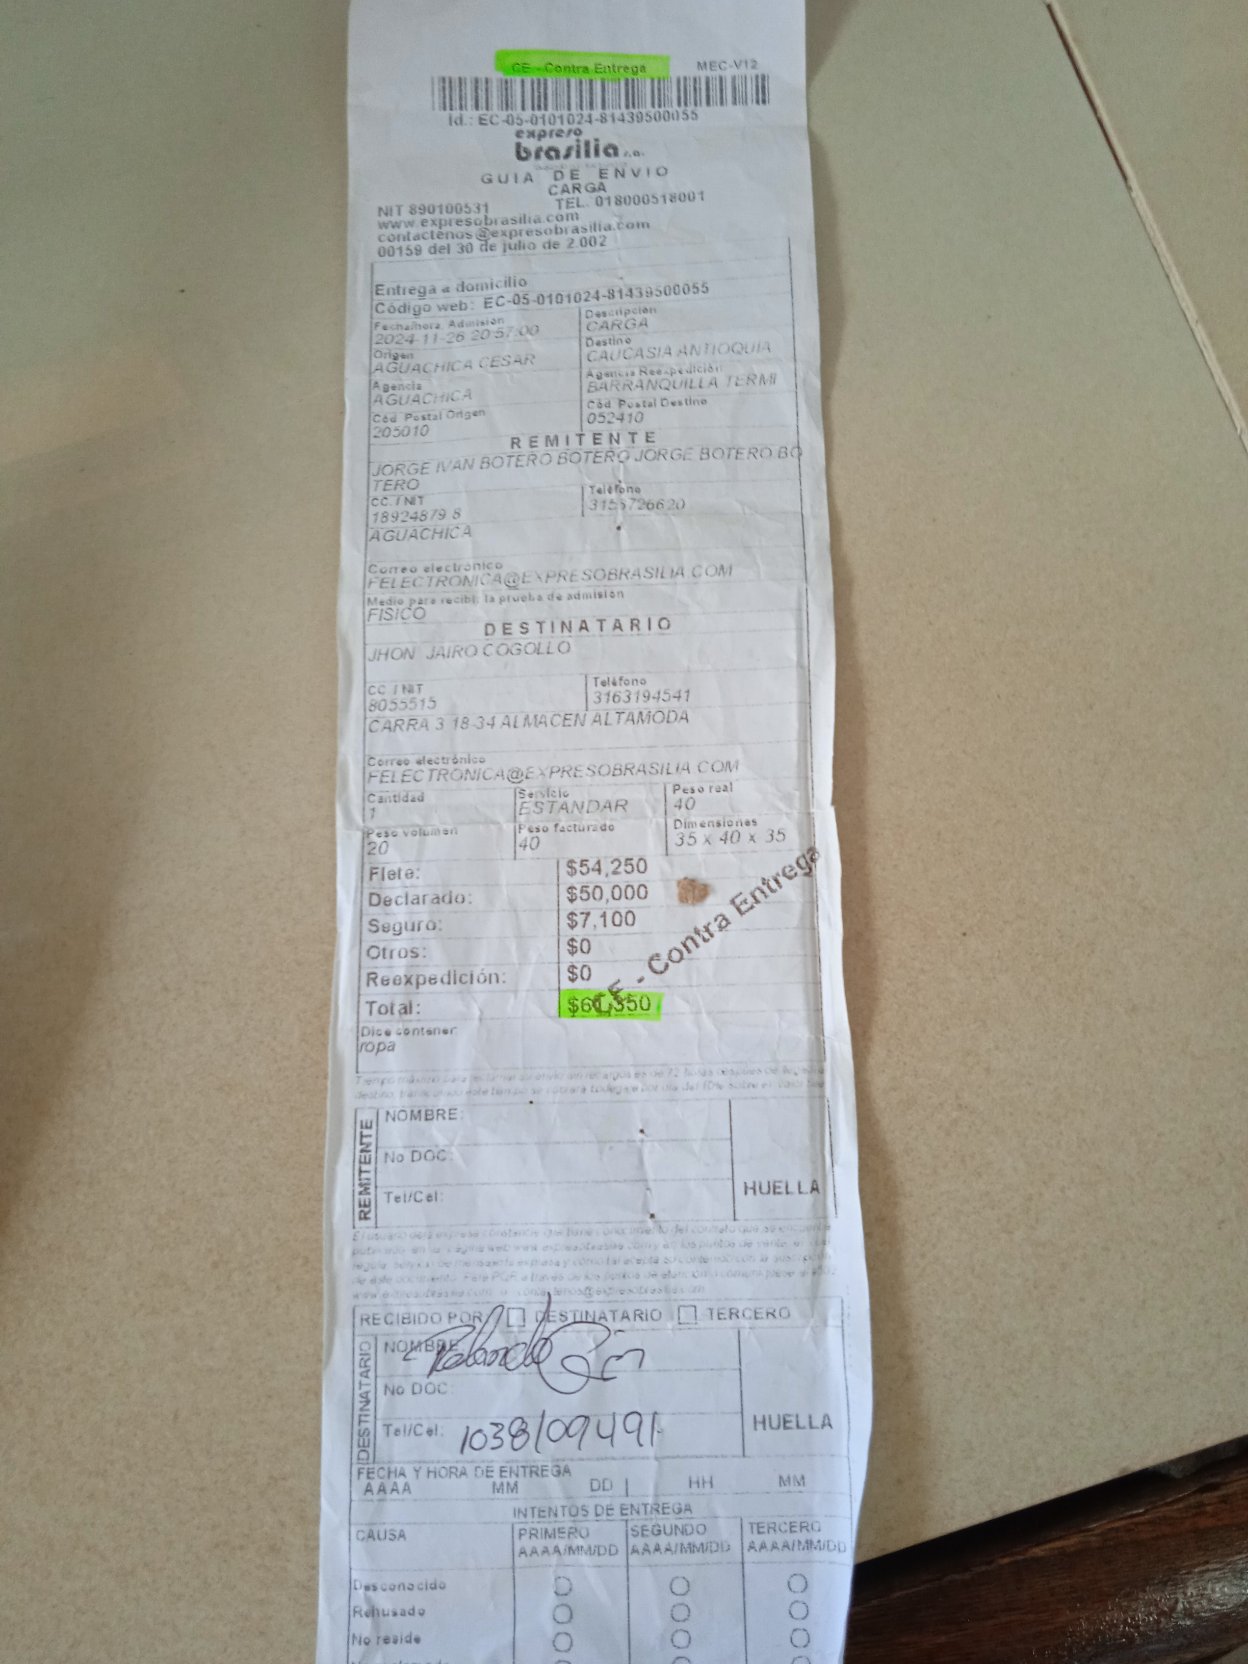 CE - Contra Entrega MEC-V12
Id.: EC-05-0101024-81439500055
expreso
brasilia s.a.
GUIA DE ENVIO
CARGA
NIT 890100531 TEL. 018000518001
www.expresobrasilia.com
contactenos@expresobrasilia.com
00159 del 30 de julio de 2.002
Entrega a domicilio
Código web: EC-05-0101024-81439500055
Fecha/hora. Admisión Descripción
2024-11-26 20:57:00 CARGA
Origen Destino
AGUACHICA CESAR CAUCASIA ANTIOQUIA
Agencia Agencia Reexpedición
AGUACHICA BARRANQUILLA TERMI
Cód. Postal Origen Cód. Postal Destino
205010 052410
REMITENTE
JORGE IVAN BOTERO BOTERO JORGE BOTERO BO
TERO
CC. / NIT Teléfono
18924879 8 3155726620
AGUACHICA
Correo electrónico
FELECTRONICA@EXPRESOBRASILIA.COM
Medio para recibir la prueba de admisión
FISICO
DESTINATARIO
JHON JAIRO COGOLLO
CC. / NIT Teléfono
8055515 3163194541
CARRA 3 18-34 ALMACEN ALTAMODA
Correo electrónico
FELECTRONICA@EXPRESOBRASILIA.COM
Cantidad Servicio Peso real
1 ESTANDAR 40
Peso volumen Peso facturado Dimensiones
20 40 35 x 40 x 35
Flete: $54,250
Declarado: $50,000
Seguro: $7,100
Otros: $0
Reexpedición: $0
Total: $61,350
CE - Contra Entrega
Dice contener
ropa
REMITENTE
NOMBRE:
No DOC:
Tel/Cel:
HUELLA
RECIBIDO POR DESTINATARIO TERCERO
DESTINATARIO
NOMBRE
No DOC
Tel/Cel: 1038109491
HUELLA
FECHA Y HORA DE ENTREGA
AAAA MM DD HH MM
INTENTOS DE ENTREGA
CAUSA PRIMERO SEGUNDO TERCERO
AAAA/MM/DD AAAA/MM/DD AAAA/MM/DD
Desconocido
Rehusado
No reside